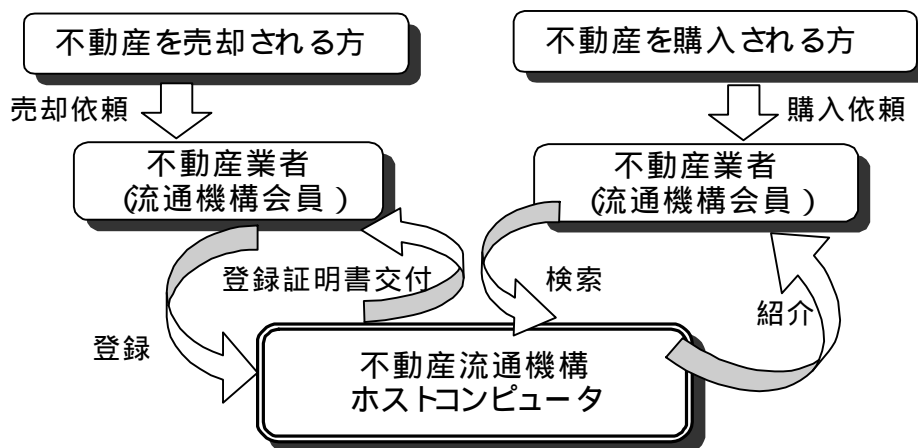 不動産を売却される方
不動産を購入される方
売却依頼
購入依頼
不動産業者
(流通機構会員)
不動産業者
(流通機構会員)
登録証明書交付
検索
紹介
登録
不動産流通機構
ホストコンピュータ